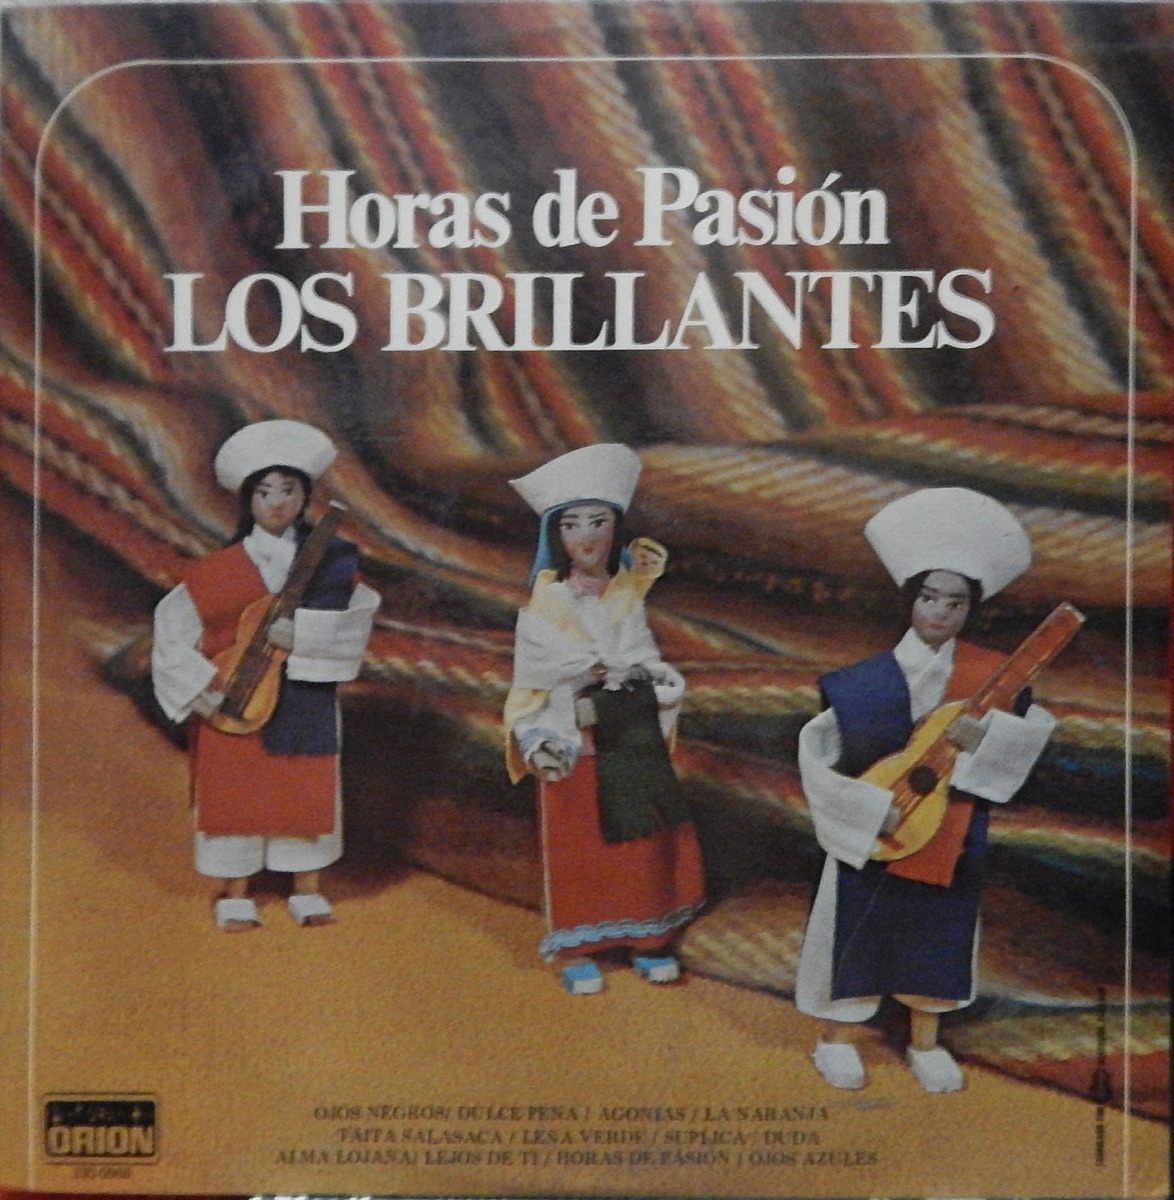 Horas de Pasión
LOS BRILLANTES
OJOS NEGROS / DULCE PENA / AGONIAS / LA NARANJA
TAITA SALASACA / LEÑA VERDE / SUPLICA / DUDA
ALMA LOJANA / LEJOS DE TI / HORAS DE PASION / OJOS AZULES
ORION